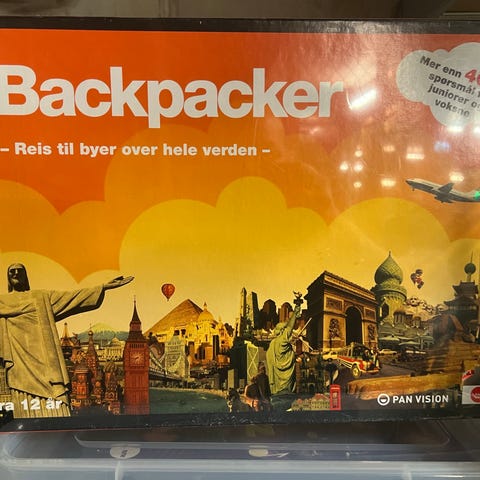 Backpacker
– Reis til byer over hele verden –
Mer enn
spørsmål
juniorer
voksne
12 år
PAN VISION